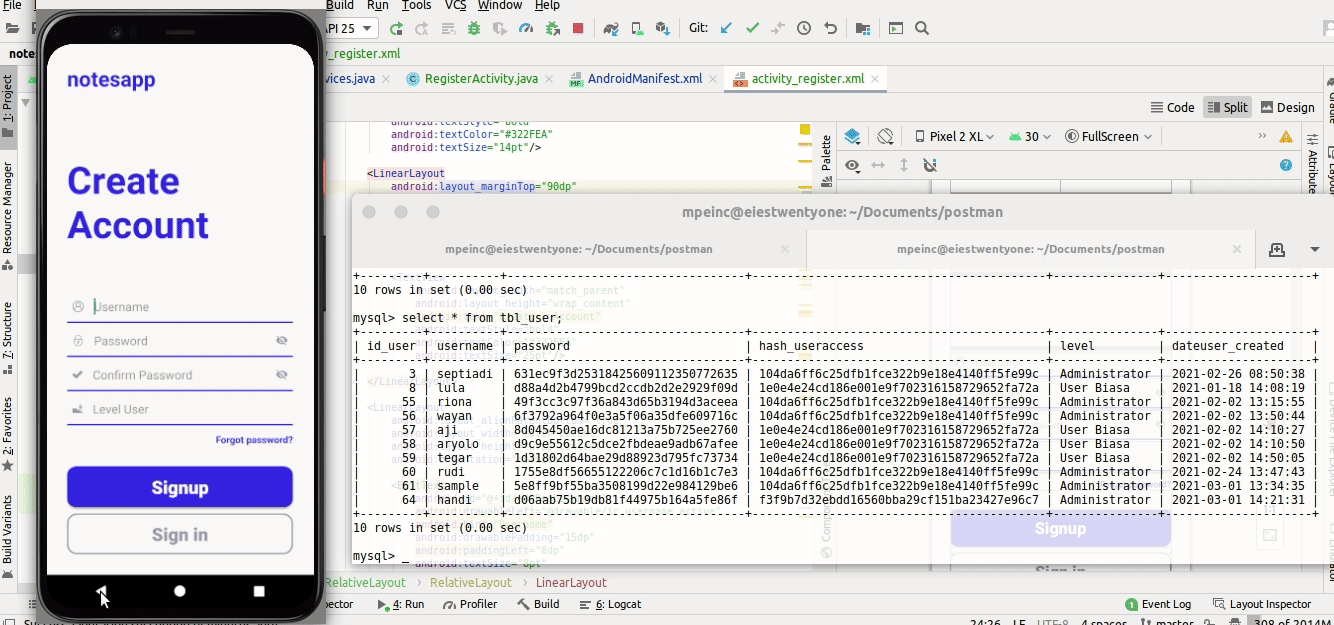 File
Build Run Tools VCS Window Help
API 25
Git:
notes
_register.xml
vices.java
RegisterActivity.java
AndroidManifest.xml
activity_register.xml
Code Split Design
Pixel 2 XL 30 FullScreen
1: Project
Resource Manager
7: Structure
2: Favorites
Build Variants
Palette
Attribute
notesapp
Create
Account
Username
Password
Confirm Password
Level User
Forgot password?
Signup
Sign in
android:textStyle="bold"
android:textColor="#322FEA"
android:textSize="14pt"/>
<LinearLayout
android:layout_marginTop="90dp"
mpeinc@eiestwentyone: ~/Documents/postman
mpeinc@eiestwentyone: ~/Documents/postman
mpeinc@eiestwentyone: ~/Documents/postman
10 rows in set (0.00 sec)
mysql> select * from tbl_user;
| id_user | username | password | hash_useraccess | level | dateuser_created |
| 3 | septiadi | 631ec9f3d25318425609112350772635 | 104da6ff6c25dfb1fce322b9e18e4140ff5fe99c | Administrator | 2021-02-26 08:50:38 |
| 8 | lula | d88a4d2b4799bcd2ccdb2d2e2929f09d | 1e0e4e24cd186e001e9f702316158729652fa72a | User Biasa | 2021-01-18 14:08:19 |
| 55 | riona | 49f3cc3c97f36a843d65b3194d3aceea | 104da6ff6c25dfb1fce322b9e18e4140ff5fe99c | Administrator | 2021-02-02 13:15:55 |
| 56 | wayan | 6f3792a964f0e3a5f06a35dfe609716c | 104da6ff6c25dfb1fce322b9e18e4140ff5fe99c | Administrator | 2021-02-02 13:50:44 |
| 57 | aji | 8d045450ae16dc81213a75b725ee2760 | 1e0e4e24cd186e001e9f702316158729652fa72a | User Biasa | 2021-02-02 14:10:27 |
| 58 | aiyolo | d9c9e55612c5dce2fbdeae9adb67afee | 1e0e4e24cd186e001e9f702316158729652fa72a | User Biasa | 2021-02-02 14:10:50 |
| 59 | tegar | 1d31802d64bae29d88923d795fc73734 | 1e0e4e24cd186e001e9f702316158729652fa72a | User Biasa | 2021-02-02 14:50:05 |
| 60 | rudi | 1755e8df56655122206c7c1d16b1c7e3 | 104da6ff6c25dfb1fce322b9e18e4140ff5fe99c | Administrator | 2021-02-24 13:47:43 |
| 61 | sample | 5e8ff9bf55ba3508199d22e984129be6 | 104da6ff6c25dfb1fce322b9e18e4140ff5fe99c | Administrator | 2021-03-01 13:34:35 |
| 64 | handi | d06aab75b19db81f44975b164a5fe86f | f3f9b7d32ebdd16560bba29cf151ba23427e96c7 | Administrator | 2021-03-01 14:21:31 |
10 rows in set (0.00 sec)
mysql> _
Signup
Sign in
RelativeLayout › RelativeLayout › LinearLayout
4: Run Profiler Build 6: Logcat
1 Event Log Layout Inspector
24:26 LF UTF-8 4 spaces master 308 of 2014M